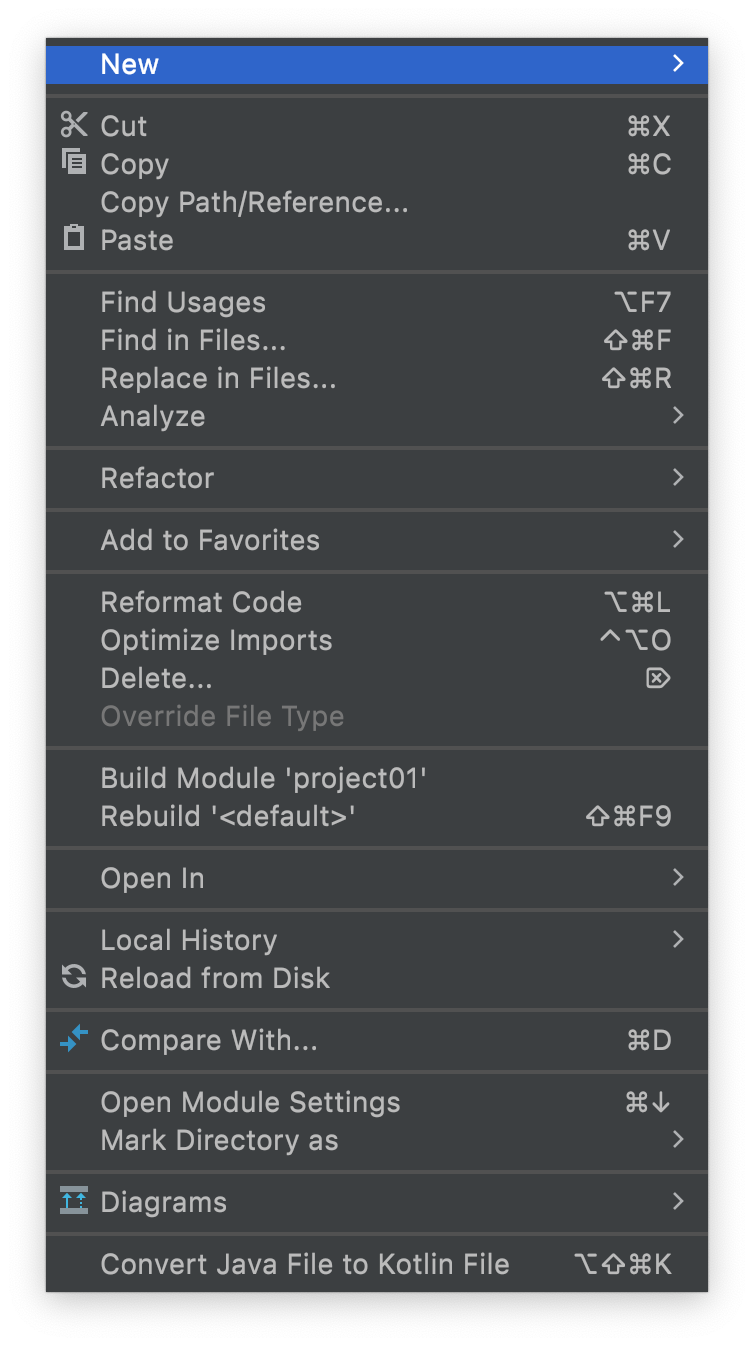 New
Cut ⌘X
Copy ⌘C
Copy Path/Reference...
Paste ⌘V
Find Usages ⌥F7
Find in Files... ⇧⌘F
Replace in Files... ⇧⌘R
Analyze
Refactor
Add to Favorites
Reformat Code ⌥⌘L
Optimize Imports ^⌥O
Delete... ⌦
Override File Type
Build Module 'project01'
Rebuild '<default>' ⇧⌘F9
Open In
Local History
Reload from Disk
Compare With... ⌘D
Open Module Settings ⌘↓
Mark Directory as
Diagrams
Convert Java File to Kotlin File ⌥⇧⌘K